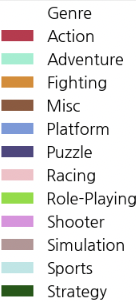 Genre
Action
Adventure
Fighting
Misc
Platform
Puzzle
Racing
Role-Playing
Shooter
Simulation
Sports
Strategy